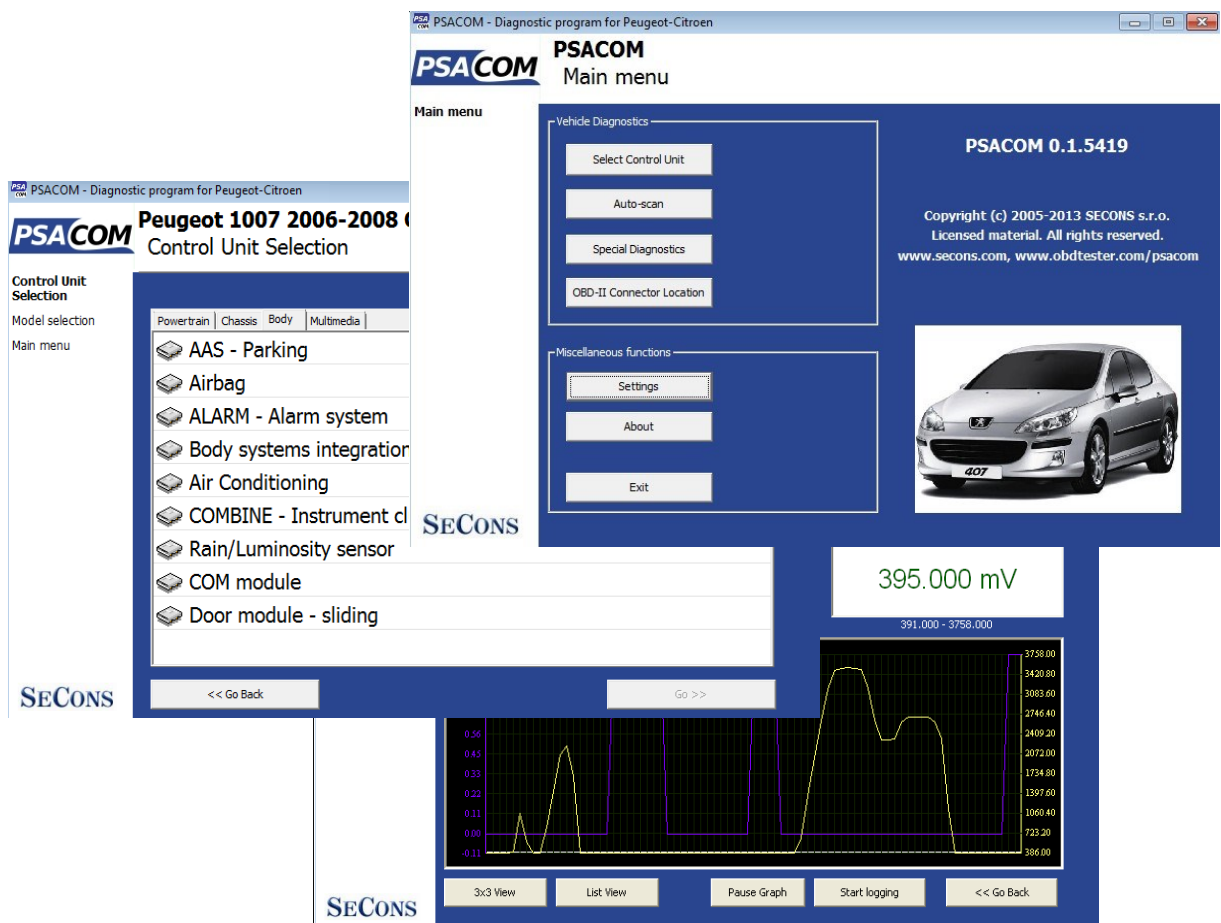 PSACOM - Diagnostic program for Peugeot-Citroen
PSACOM
PSACOM
Main menu
Main menu
Vehicle Diagnostics
Select Control Unit
Auto-scan
Special Diagnostics
OBD-II Connector Location
Miscellaneous functions
Settings
About
Exit
PSACOM 0.1.5419
Copyright (c) 2005-2013 SECONS s.r.o.
Licensed material. All rights reserved.
www.secons.com, www.obdtester.com/psacom
407
SECONS
PSACOM - Diagnostic program for Peugeot-Citroen
PSACOM
Peugeot 1007 2006-2008
Control Unit Selection
Control Unit
Selection
Model selection
Main menu
Powertrain Chassis Body Multimedia
AAS - Parking
Airbag
ALARM - Alarm system
Body systems integration
Air Conditioning
COMBINE - Instrument cl
Rain/Luminosity sensor
COM module
Door module - sliding
<< Go Back
Go >>
SECONS
395.000 mV
391.000 - 3758.000
3758.00
3420.80
3083.60
2746.40
2409.20
2072.00
1734.80
1397.60
1060.40
723.20
386.00
0.56
0.45
0.33
0.22
0.11
0.00
-0.11
3x3 View
List View
Pause Graph
Start logging
<< Go Back
SECONS